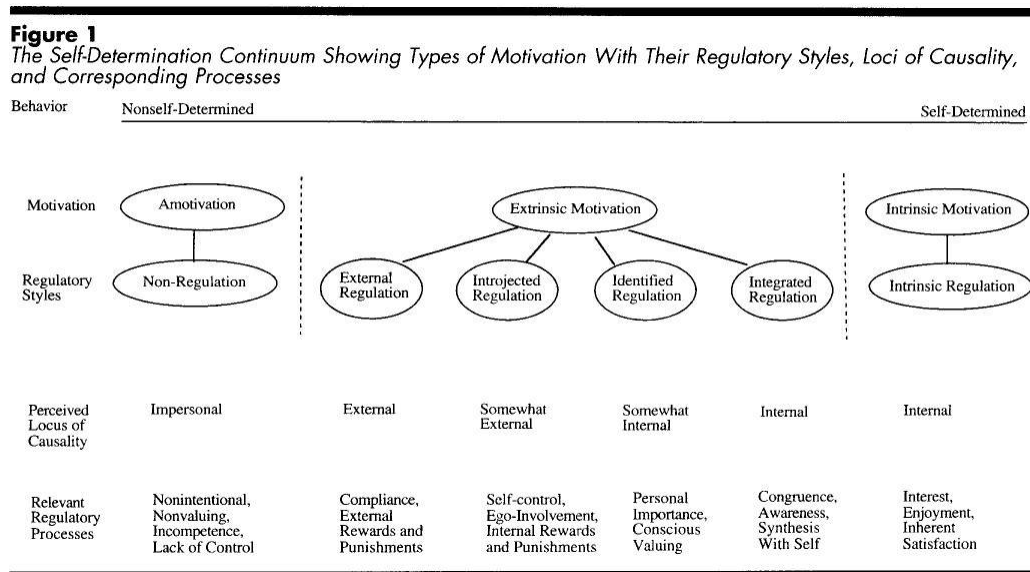 Figure 1
The Self-Determination Continuum Showing Types of Motivation With Their Regulatory Styles, Loci of Causality,
and Corresponding Processes
Behavior Nonself-Determined Self-Determined
Motivation Amotivation Extrinsic Motivation Intrinsic Motivation
Regulatory
Styles
Non-Regulation
External
Regulation
Introjected
Regulation
Identified
Regulation
Integrated
Regulation
Intrinsic Regulation
Perceived
Locus of
Causality
Impersonal
External
Somewhat
External
Somewhat
Internal
Internal
Internal
Relevant
Regulatory
Processes
Nonintentional,
Nonvaluing,
Incompetence,
Lack of Control
Compliance,
External
Rewards and
Punishments
Self-control,
Ego-Involvement,
Internal Rewards
and Punishments
Personal
Importance,
Conscious
Valuing
Congruence,
Awareness,
Synthesis
With Self
Interest,
Enjoyment,
Inherent
Satisfaction